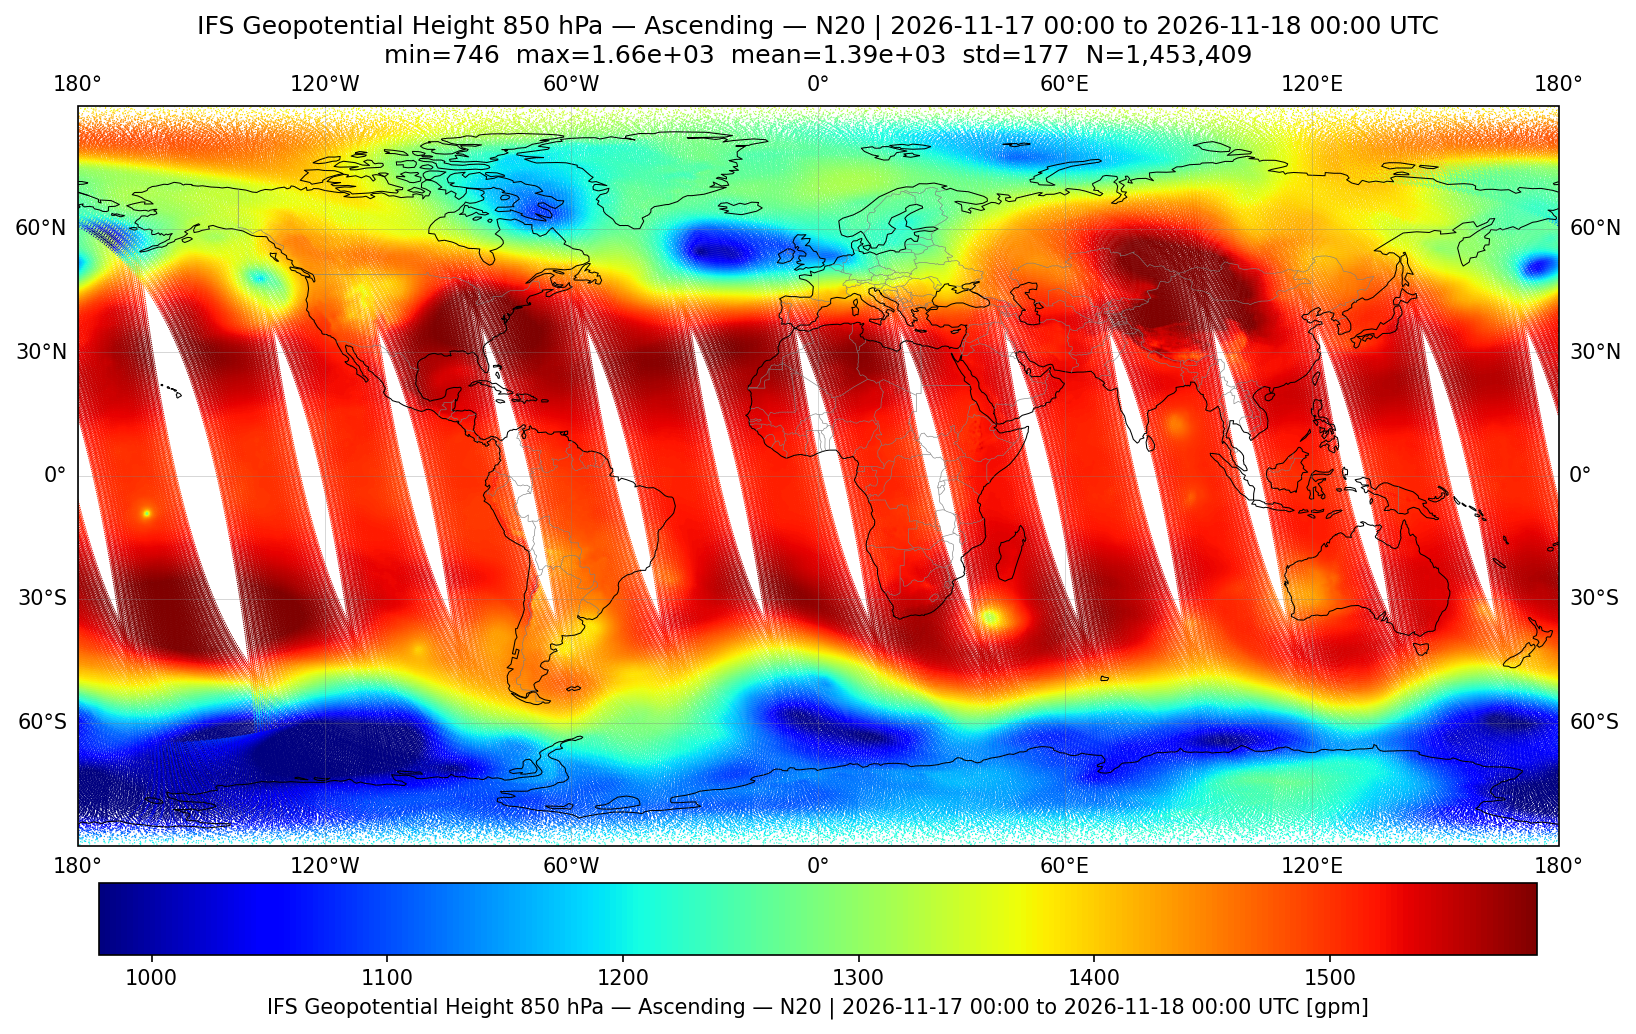 IFS Geopotential Height 850 hPa — Ascending — N20 | 2026-11-17 00:00 to 2026-11-18 00:00 UTC
min=746 max=1.66e+03 mean=1.39e+03 std=177 N=1,453,409
180° 120°W 60°W 0° 60°E 120°E 180°
60°N 60°N
30°N 30°N
0° 0°
30°S 30°S
60°S 60°S
180° 120°W 60°W 0° 60°E 120°E 180°
1000 1100 1200 1300 1400 1500
IFS Geopotential Height 850 hPa — Ascending — N20 | 2026-11-17 00:00 to 2026-11-18 00:00 UTC [gpm]